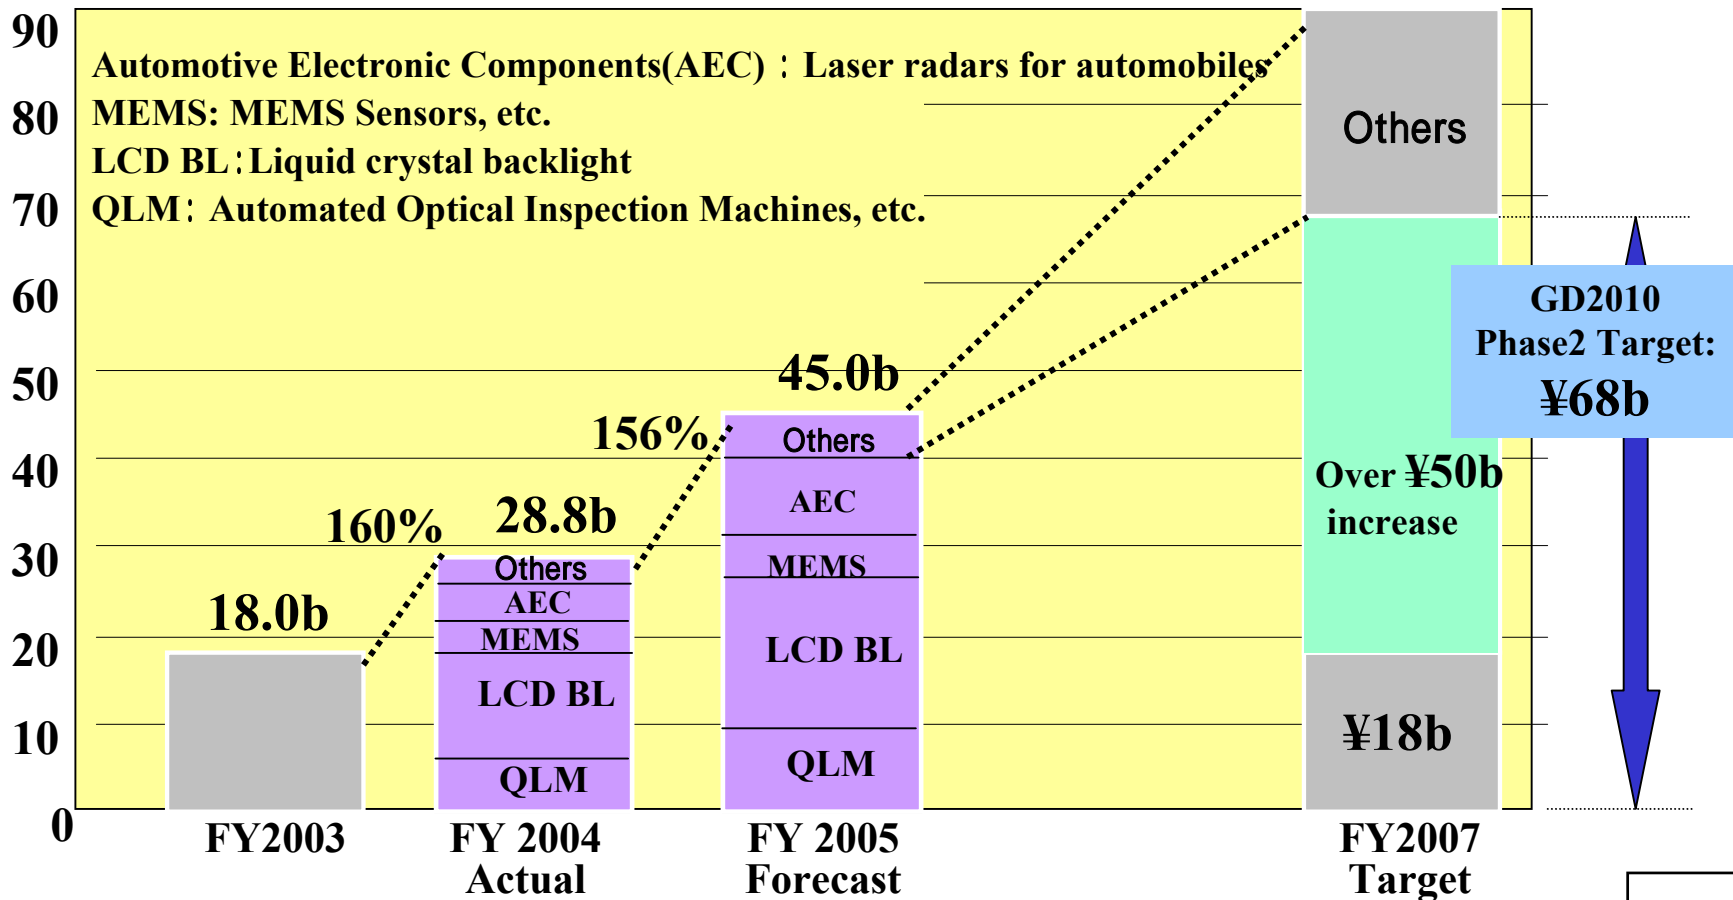 90
80
70
60
50
40
30
20
10
0
Automotive Electronic Components(AEC) : Laser radars for automobiles
MEMS: MEMS Sensors, etc.
LCD BL:Liquid crystal backlight
QLM: Automated Optical Inspection Machines, etc.
18.0b
160%
28.8b
Others
AEC
MEMS
LCD BL
QLM
156%
45.0b
Others
AEC
MEMS
LCD BL
QLM
Others
Over ¥50b
increase
¥18b
GD2010
Phase2 Target:
¥68b
FY2003
FY 2004
Actual
FY 2005
Forecast
FY2007
Target